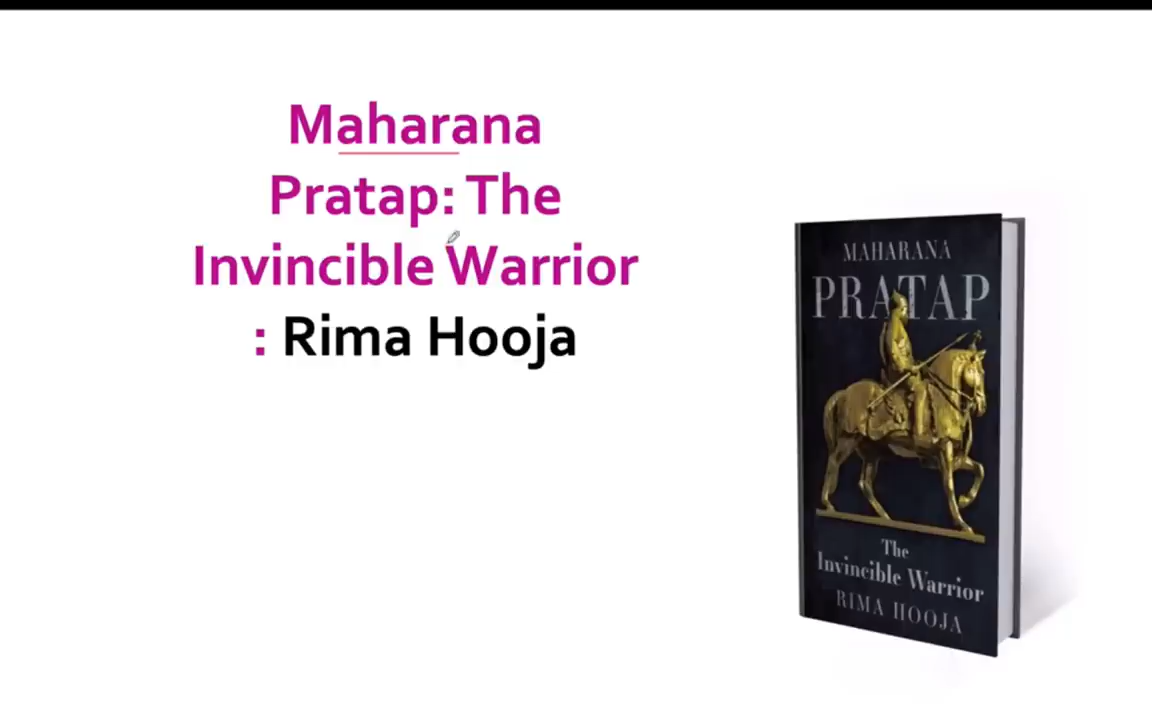 Maharana
Pratap: The
Invincible Warrior
: Rima Hooja
MAHARANA
PRATAP
The
Invincible Warrior
RIMA HOOJA